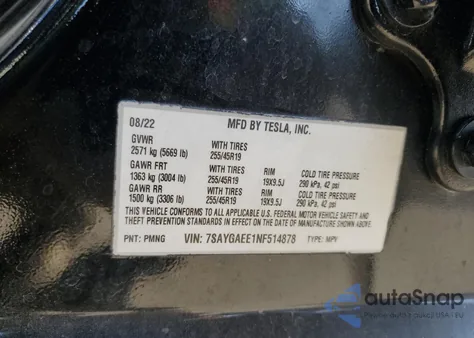 08/22 MFD BY TESLA, INC.
GVWR WITH TIRES
2571 kg (5669 lb) 255/45R19
GAWR FRT WITH TIRES RIM COLD TIRE PRESSURE
1363 kg (3004 lb) 255/45R19 19X9.5J 290 kPa, 42 psi
GAWR RR WITH TIRES RIM COLD TIRE PRESSURE
1500 kg (3306 lb) 255/45R19 19X9.5J 290 kPa, 42 psi
THIS VEHICLE CONFORMS TO ALL APPLICABLE U.S. FEDERAL MOTOR VEHICLE SAFETY AND
THEFT PREVENTION STANDARDS IN EFFECT ON THE DATE OF MANUFACTURE SHOWN ABOVE.
PNT: PMNG VIN: 7SAYGAEE1NF514878 TYPE: MPV
autoSnap